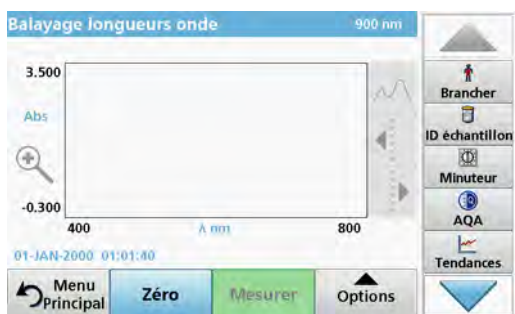 Balayage longueurs onde 900 nm
3.500
Abs
-0.300
400 λ nm 800
01-JAN-2000 01:01:40
Menu Principal
Zéro
Mesurer
Options
Brancher
ID échantillon
Minuteur
AQA
Tendances